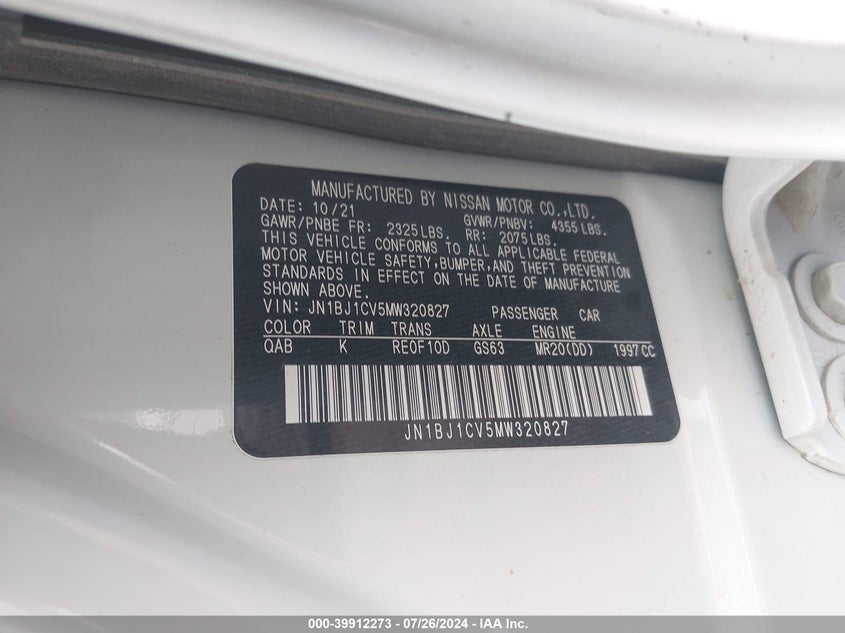 MANUFACTURED BY NISSAN MOTOR CO.,LTD.
DATE: 10/21 GVWR/PNBV: 4355 LBS.
GAWR/PNBE FR: 2325 LBS. RR: 2075 LBS.
THIS VEHICLE CONFORMS TO ALL APPLICABLE FEDERAL
MOTOR VEHICLE SAFETY,BUMPER,AND THEFT PREVENTION
STANDARDS IN EFFECT ON THE DATE OF MANUFACTURE
SHOWN ABOVE.
VIN: JN1BJ1CV5MW320827 PASSENGER CAR
COLOR TRIM TRANS AXLE ENGINE
QAB K RE0F10D GS63 MR20(DD) 1997CC
JN1BJ1CV5MW320827
000-39912273 - 07/26/2024 - Copyright © 2024 IAA, Inc.